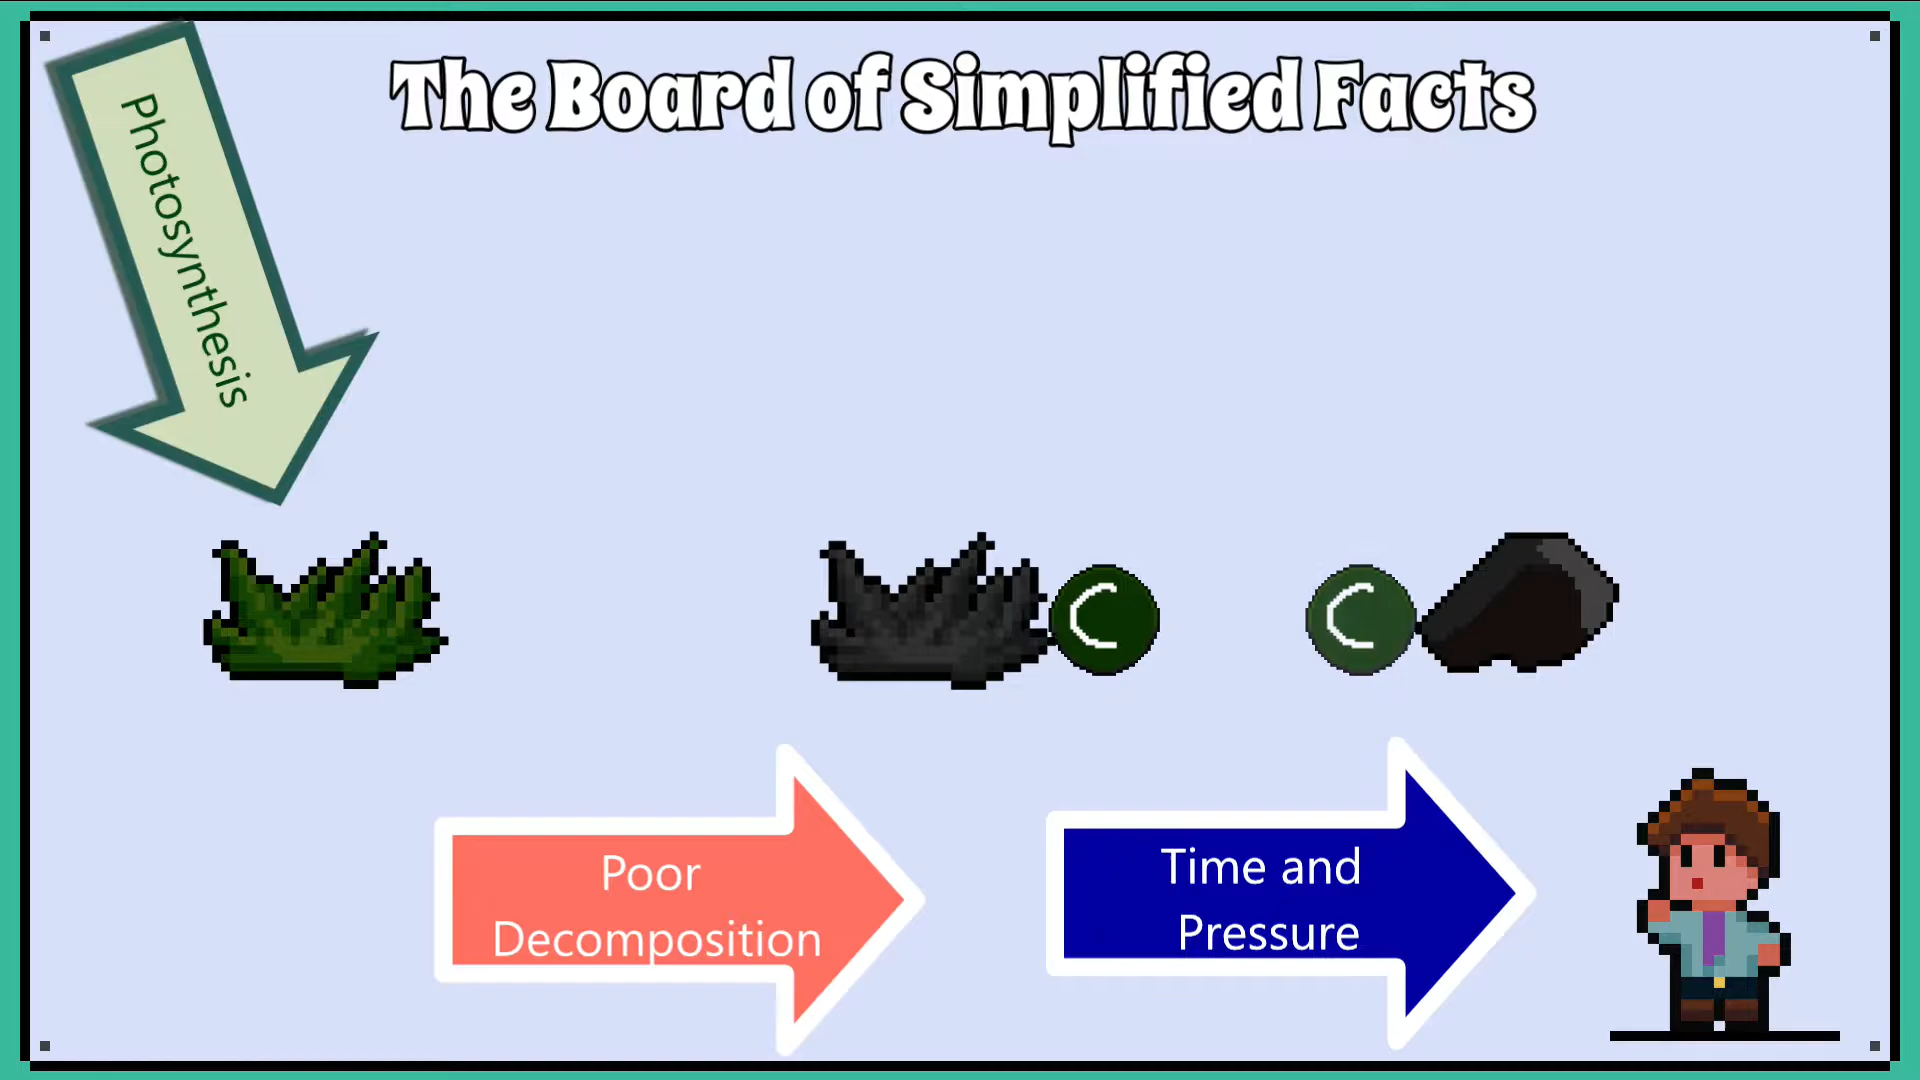 The Board of Simplified Facts
Photosynthesis
C
C
Poor
Decomposition
Time and
Pressure